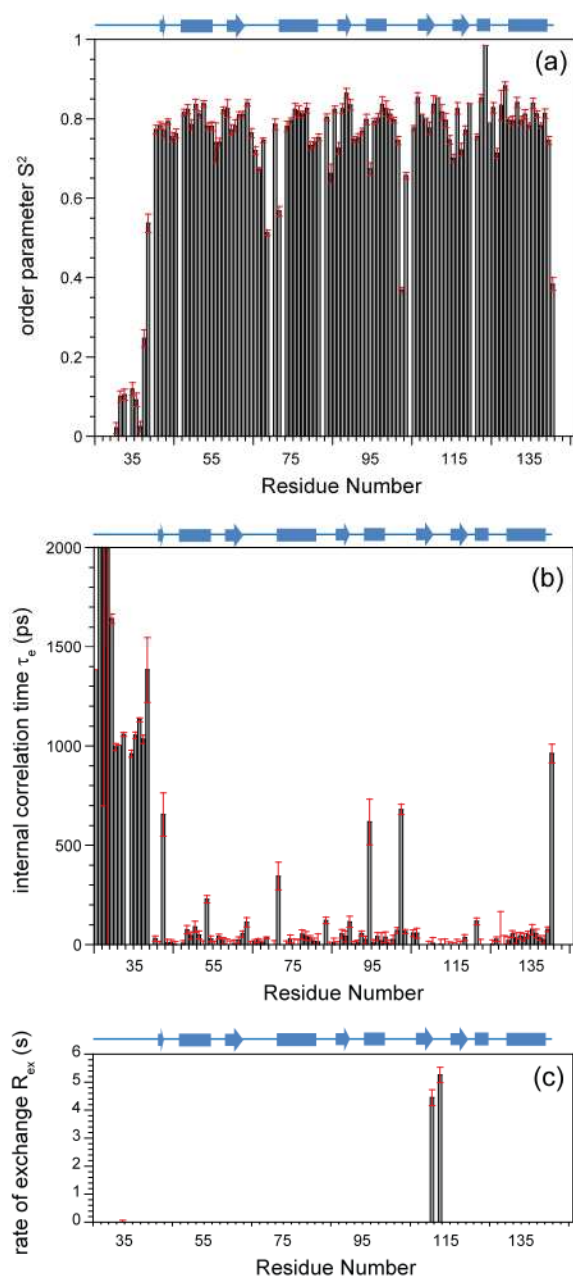 1
(a)
0.8
0.6
0.4
0.2
0
order parameter S²
35 55 75 95 115 135
Residue Number
2000
(b)
1500
1000
500
0
internal correlation time τₑ (ps)
35 55 75 95 115 135
Residue Number
6
(c)
5
4
3
2
1
0
rate of exchange Rₑₓ (s)
35 55 75 95 115 135
Residue Number